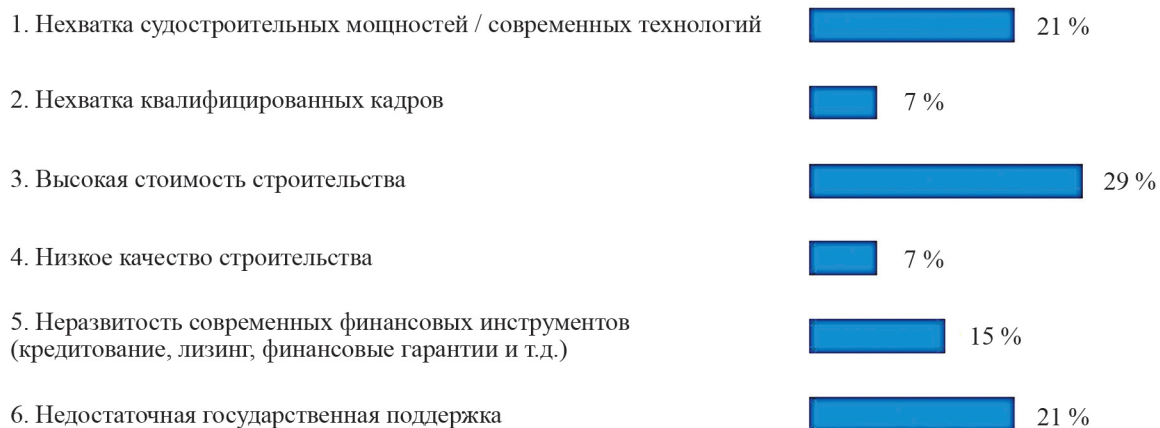 1. Нехватка судостроительных мощностей / современных технологий 21 %
2. Нехватка квалифицированных кадров 7 %
3. Высокая стоимость строительства 29 %
4. Низкое качество строительства 7 %
5. Неразвитость современных финансовых инструментов
(кредитование, лизинг, финансовые гарантии и т.д.) 15 %
6. Недостаточная государственная поддержка 21 %